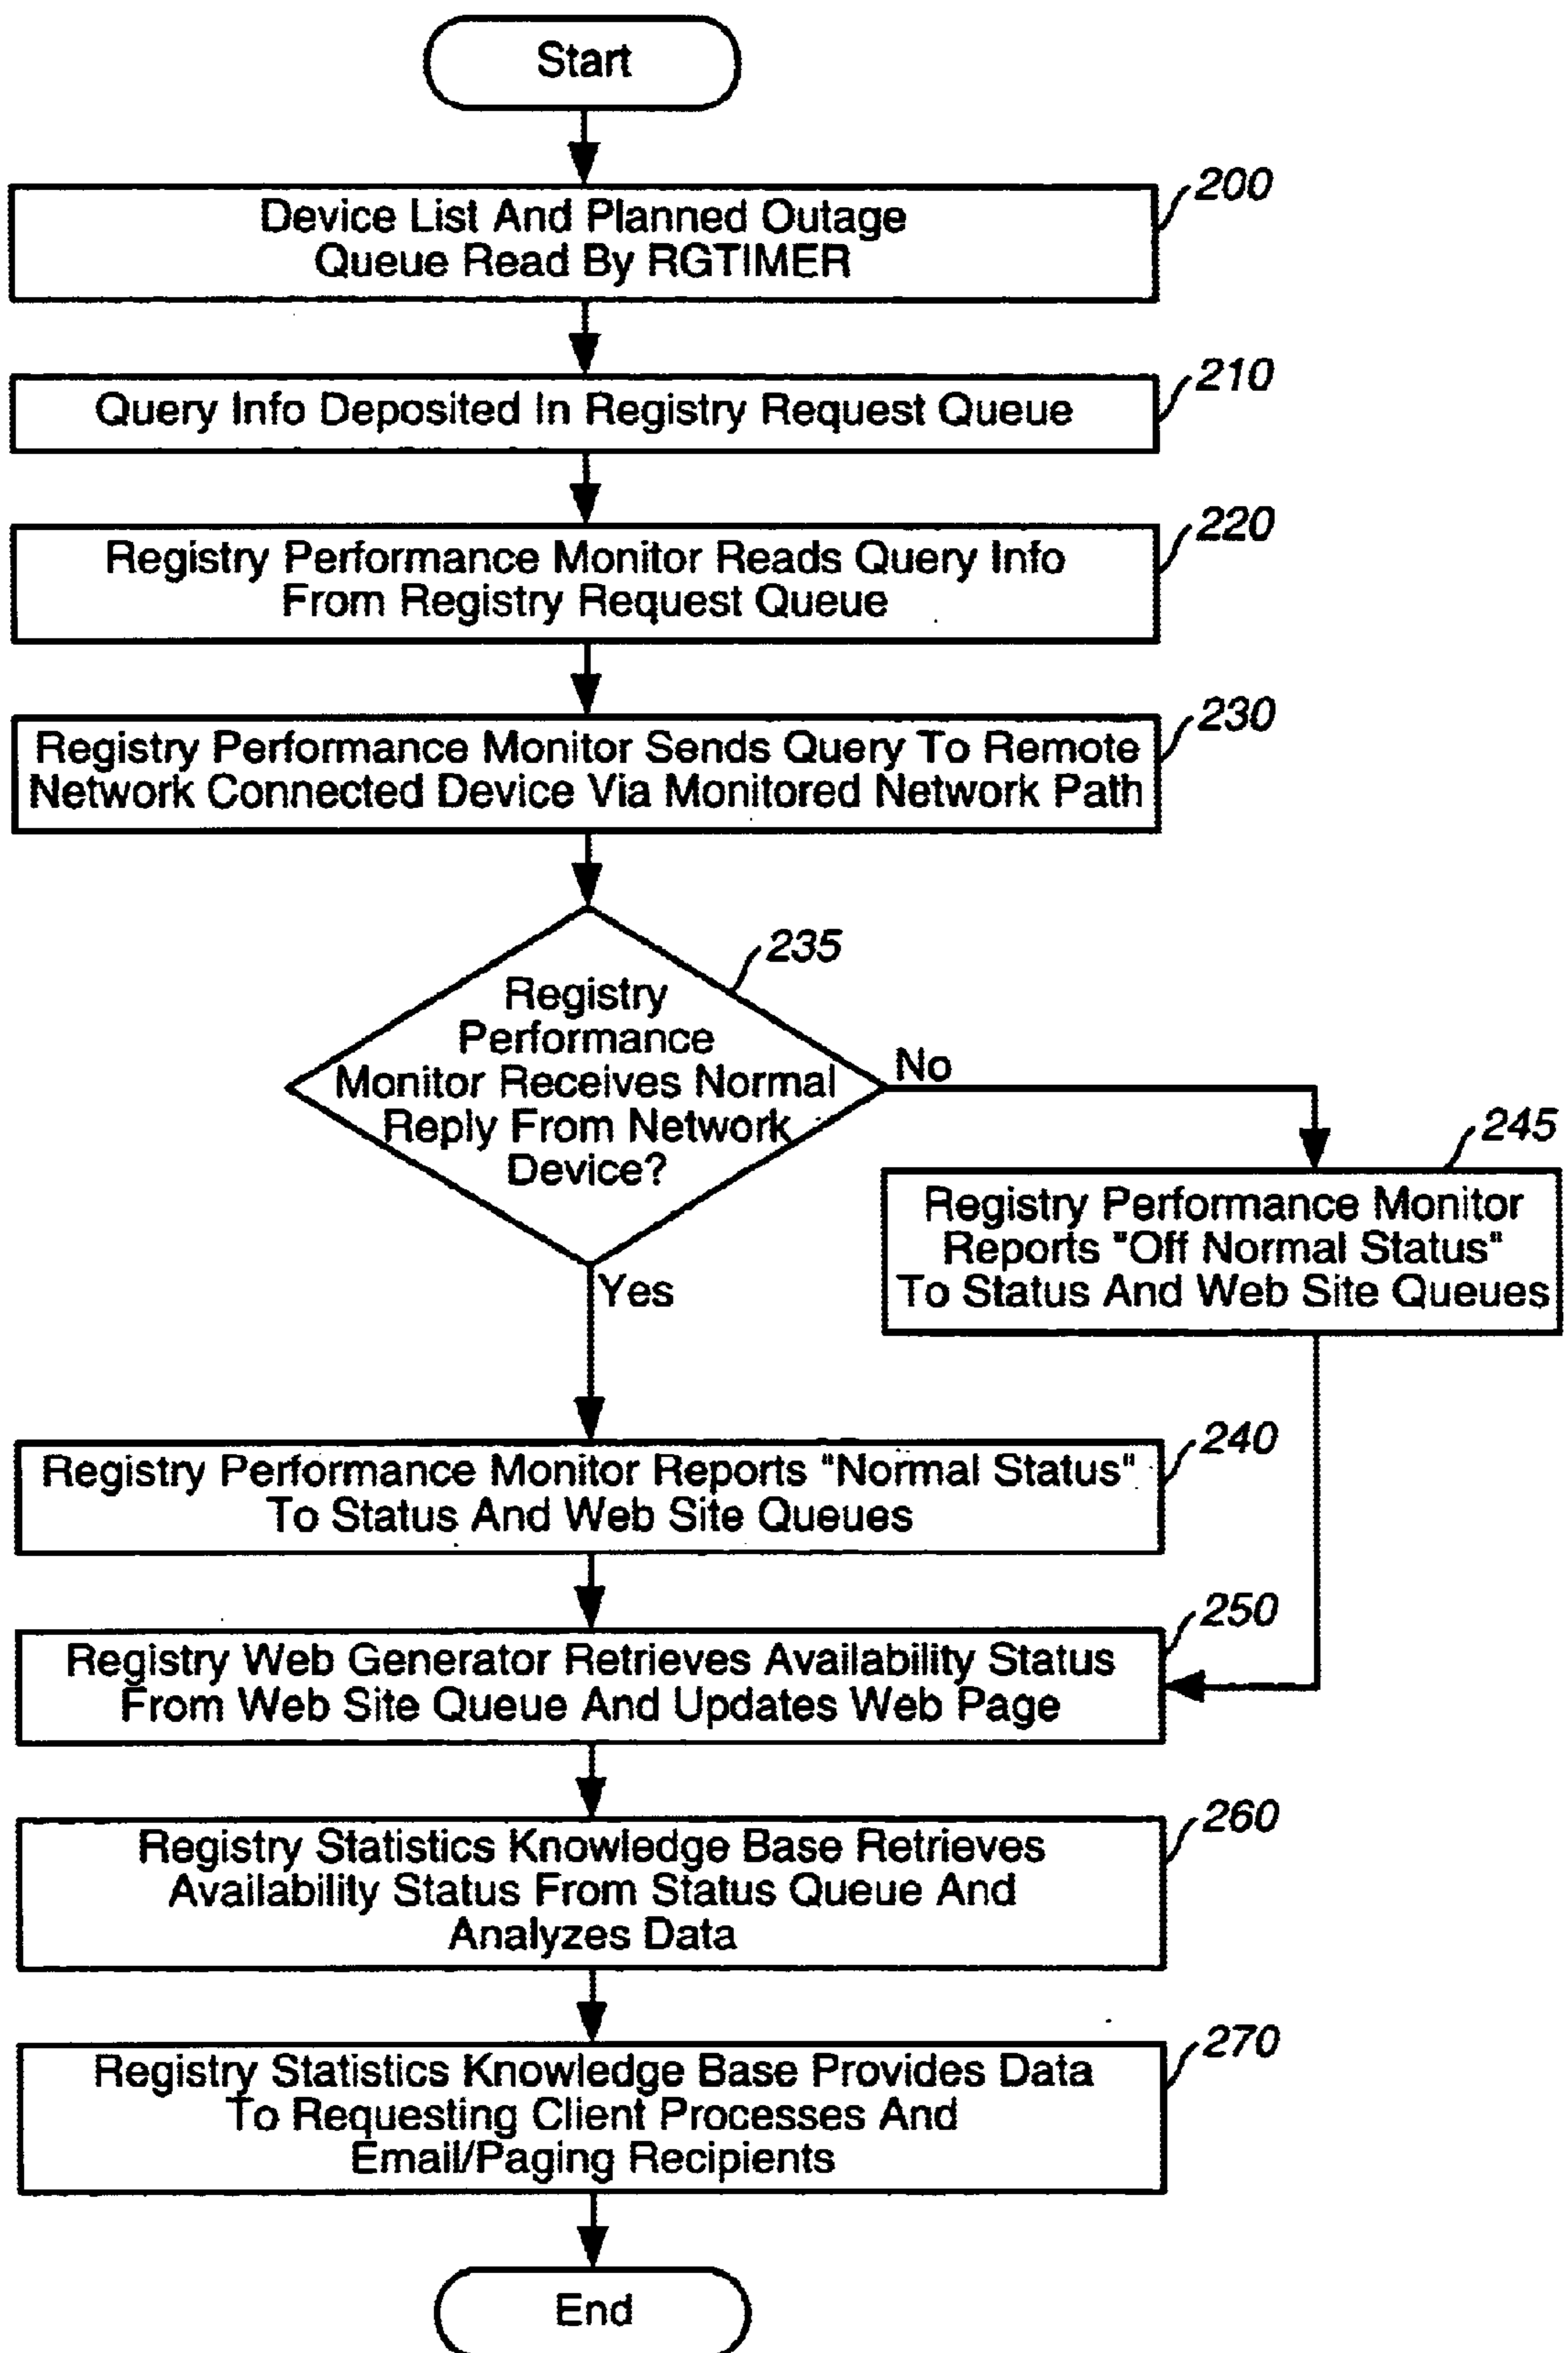 Start
200
Device List And Planned Outage
Queue Read By RGTIMER
210
Query Info Deposited In Registry Request Queue
220
Registry Performance Monitor Reads Query Info
From Registry Request Queue
230
Registry Performance Monitor Sends Query To Remote
Network Connected Device Via Monitored Network Path
235
Registry
Performance
Monitor Receives Normal
Reply From Network
Device?
No
245
Registry Performance Monitor
Reports "Off Normal Status"
To Status And Web Site Queues
Yes
240
Registry Performance Monitor Reports "Normal Status"
To Status And Web Site Queues
250
Registry Web Generator Retrieves Availability Status
From Web Site Queue And Updates Web Page
260
Registry Statistics Knowledge Base Retrieves
Availability Status From Status Queue And
Analyzes Data
270
Registry Statistics Knowledge Base Provides Data
To Requesting Client Processes And
Email/Paging Recipients
End